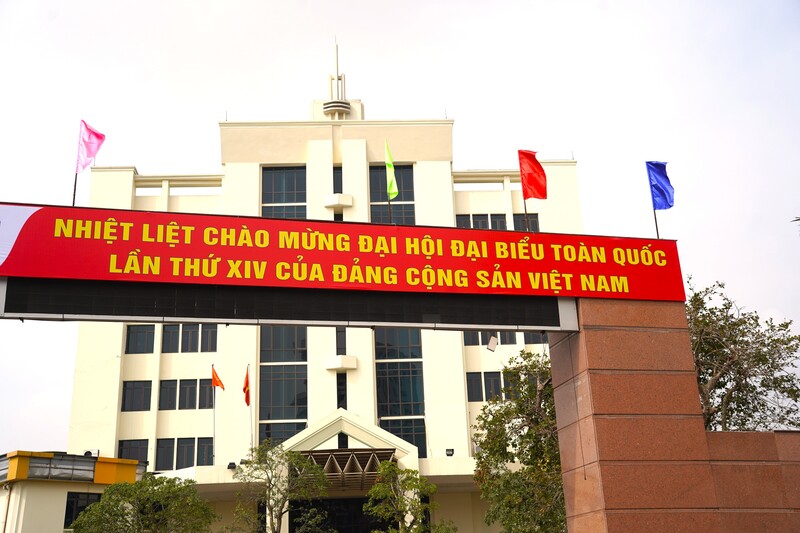 NHIỆT LIỆT CHÀO MỪNG ĐẠI HỘI ĐẠI BIỂU TOÀN QUỐC
LẦN THỨ XIV CỦA ĐẢNG CỘNG SẢN VIỆT NAM